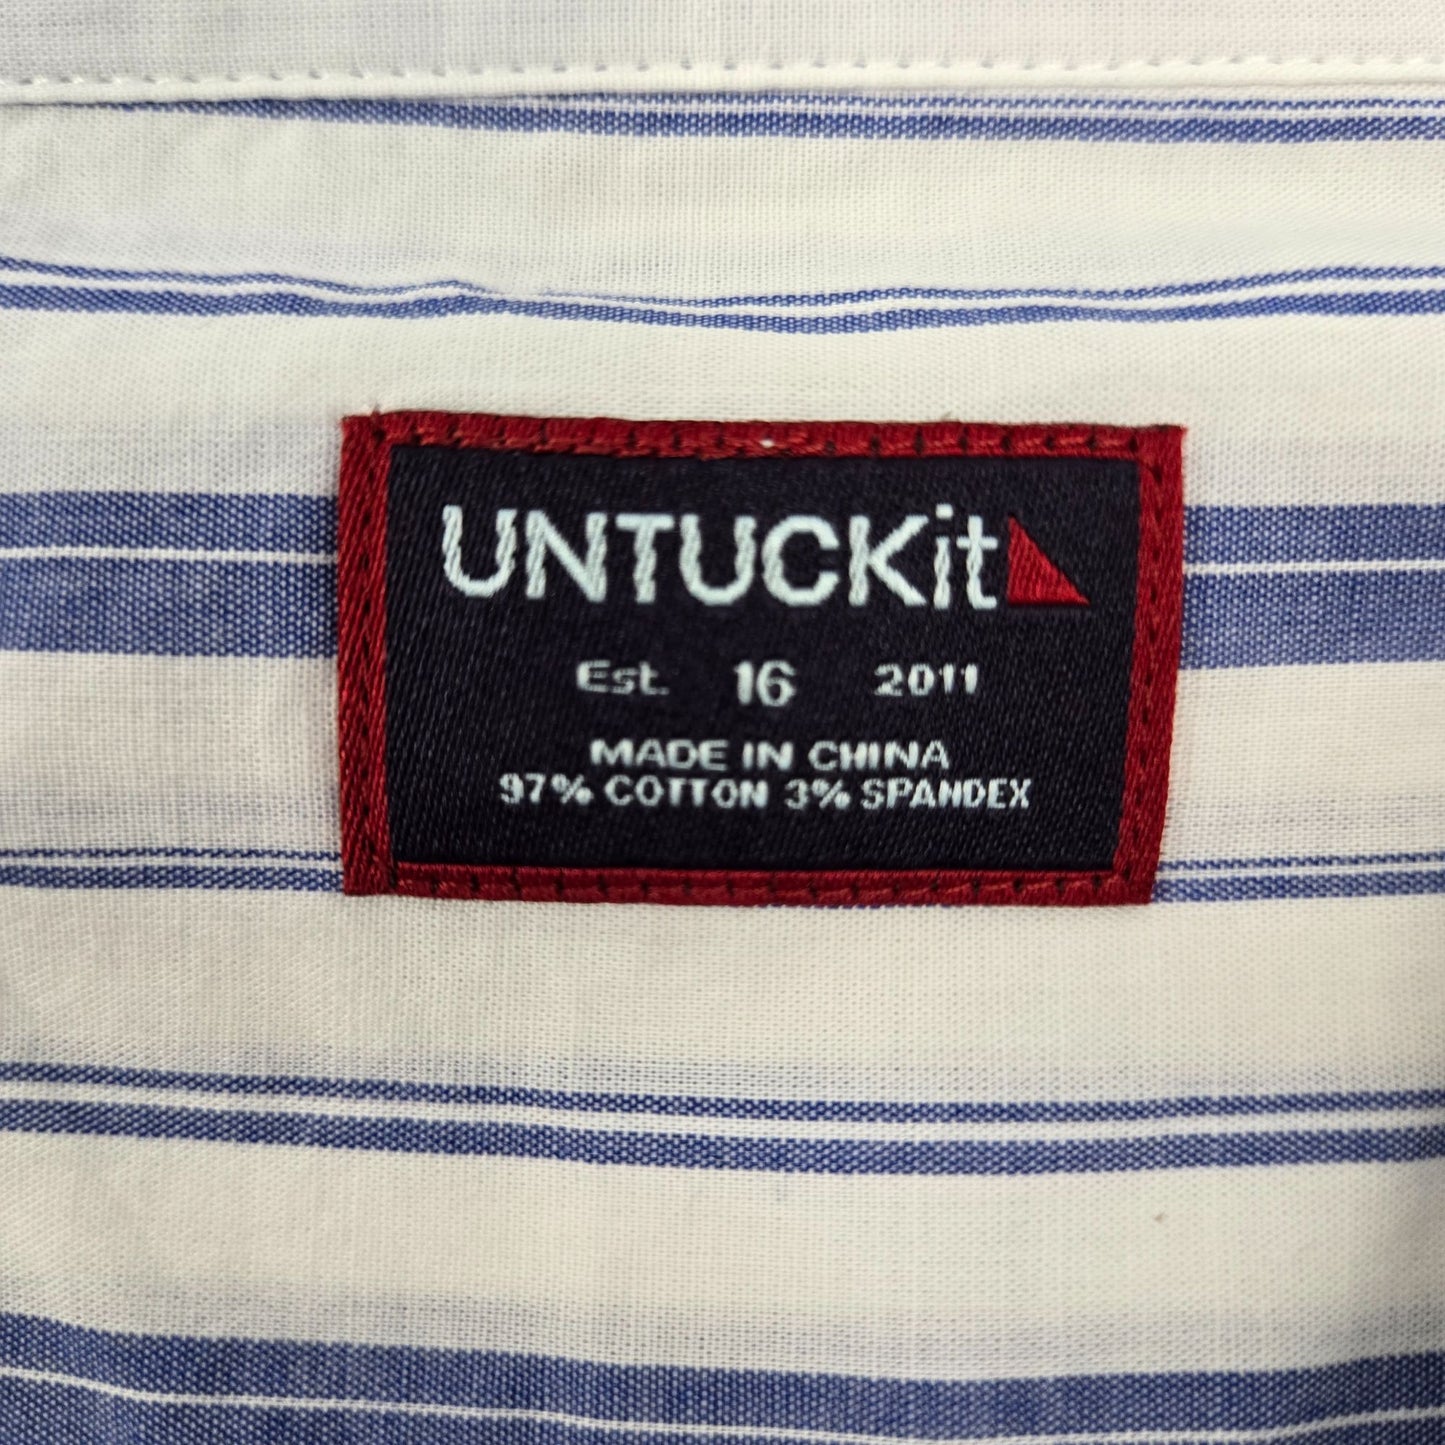 UNTUCKit
Est. 16 2011
MADE IN CHINA
97% COTTON 3% SPANDEX